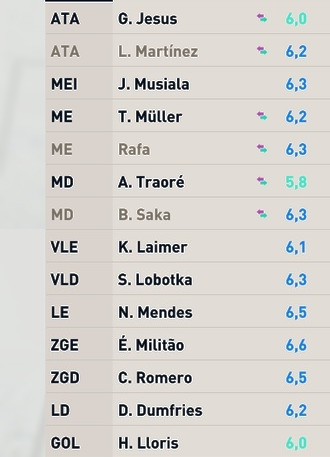 ATA G. Jesus 6,0
ATA L. Martínez 6,2
MEI J. Musiala 6,3
ME T. Müller 6,2
ME Rafa 6,3
MD A. Traoré 5,8
MD B. Saka 6,3
VLE K. Laimer 6,1
VLD S. Lobotka 6,3
LE N. Mendes 6,5
ZGE É. Militão 6,6
ZGD C. Romero 6,5
LD D. Dumfries 6,2
GOL H. Lloris 6,0